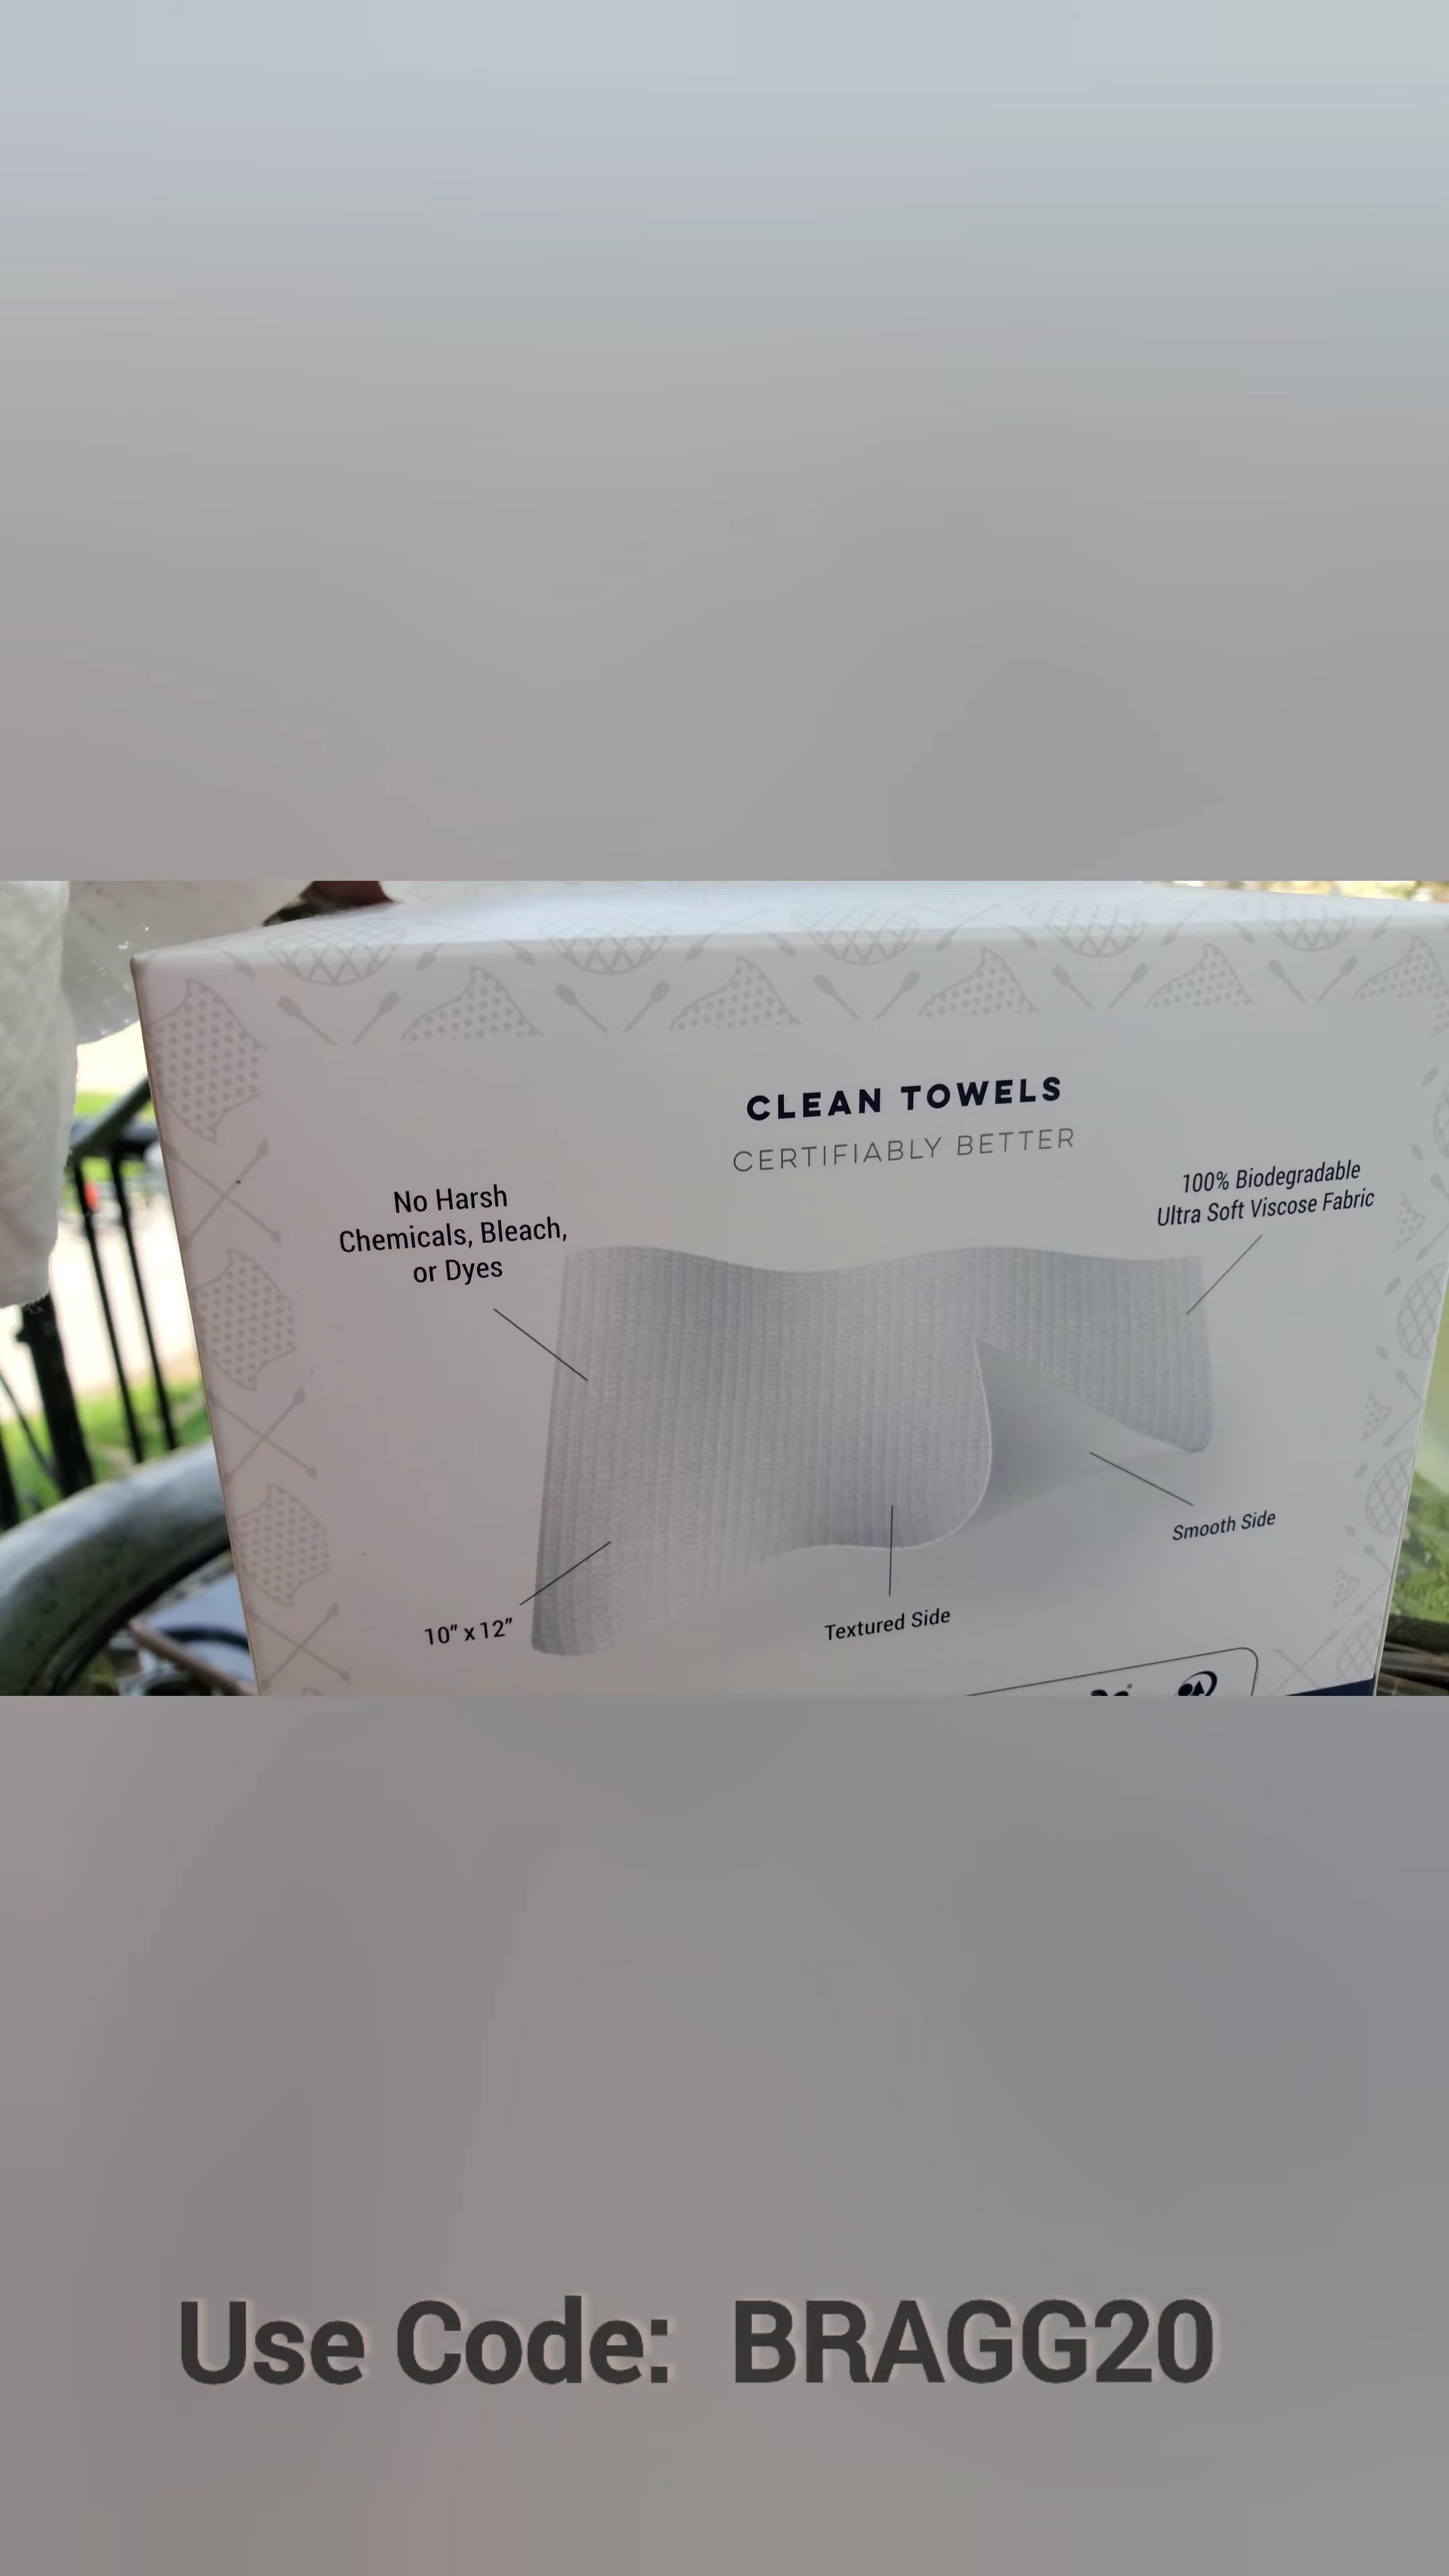 CLEAN TOWELS
CERTIFIABLY BETTER
No Harsh
Chemicals, Bleach,
or Dyes
100% Biodegradable
Ultra Soft Viscose Fabric
Smooth Side
Textured Side
10" x 12"
Use Code: BRAGG20